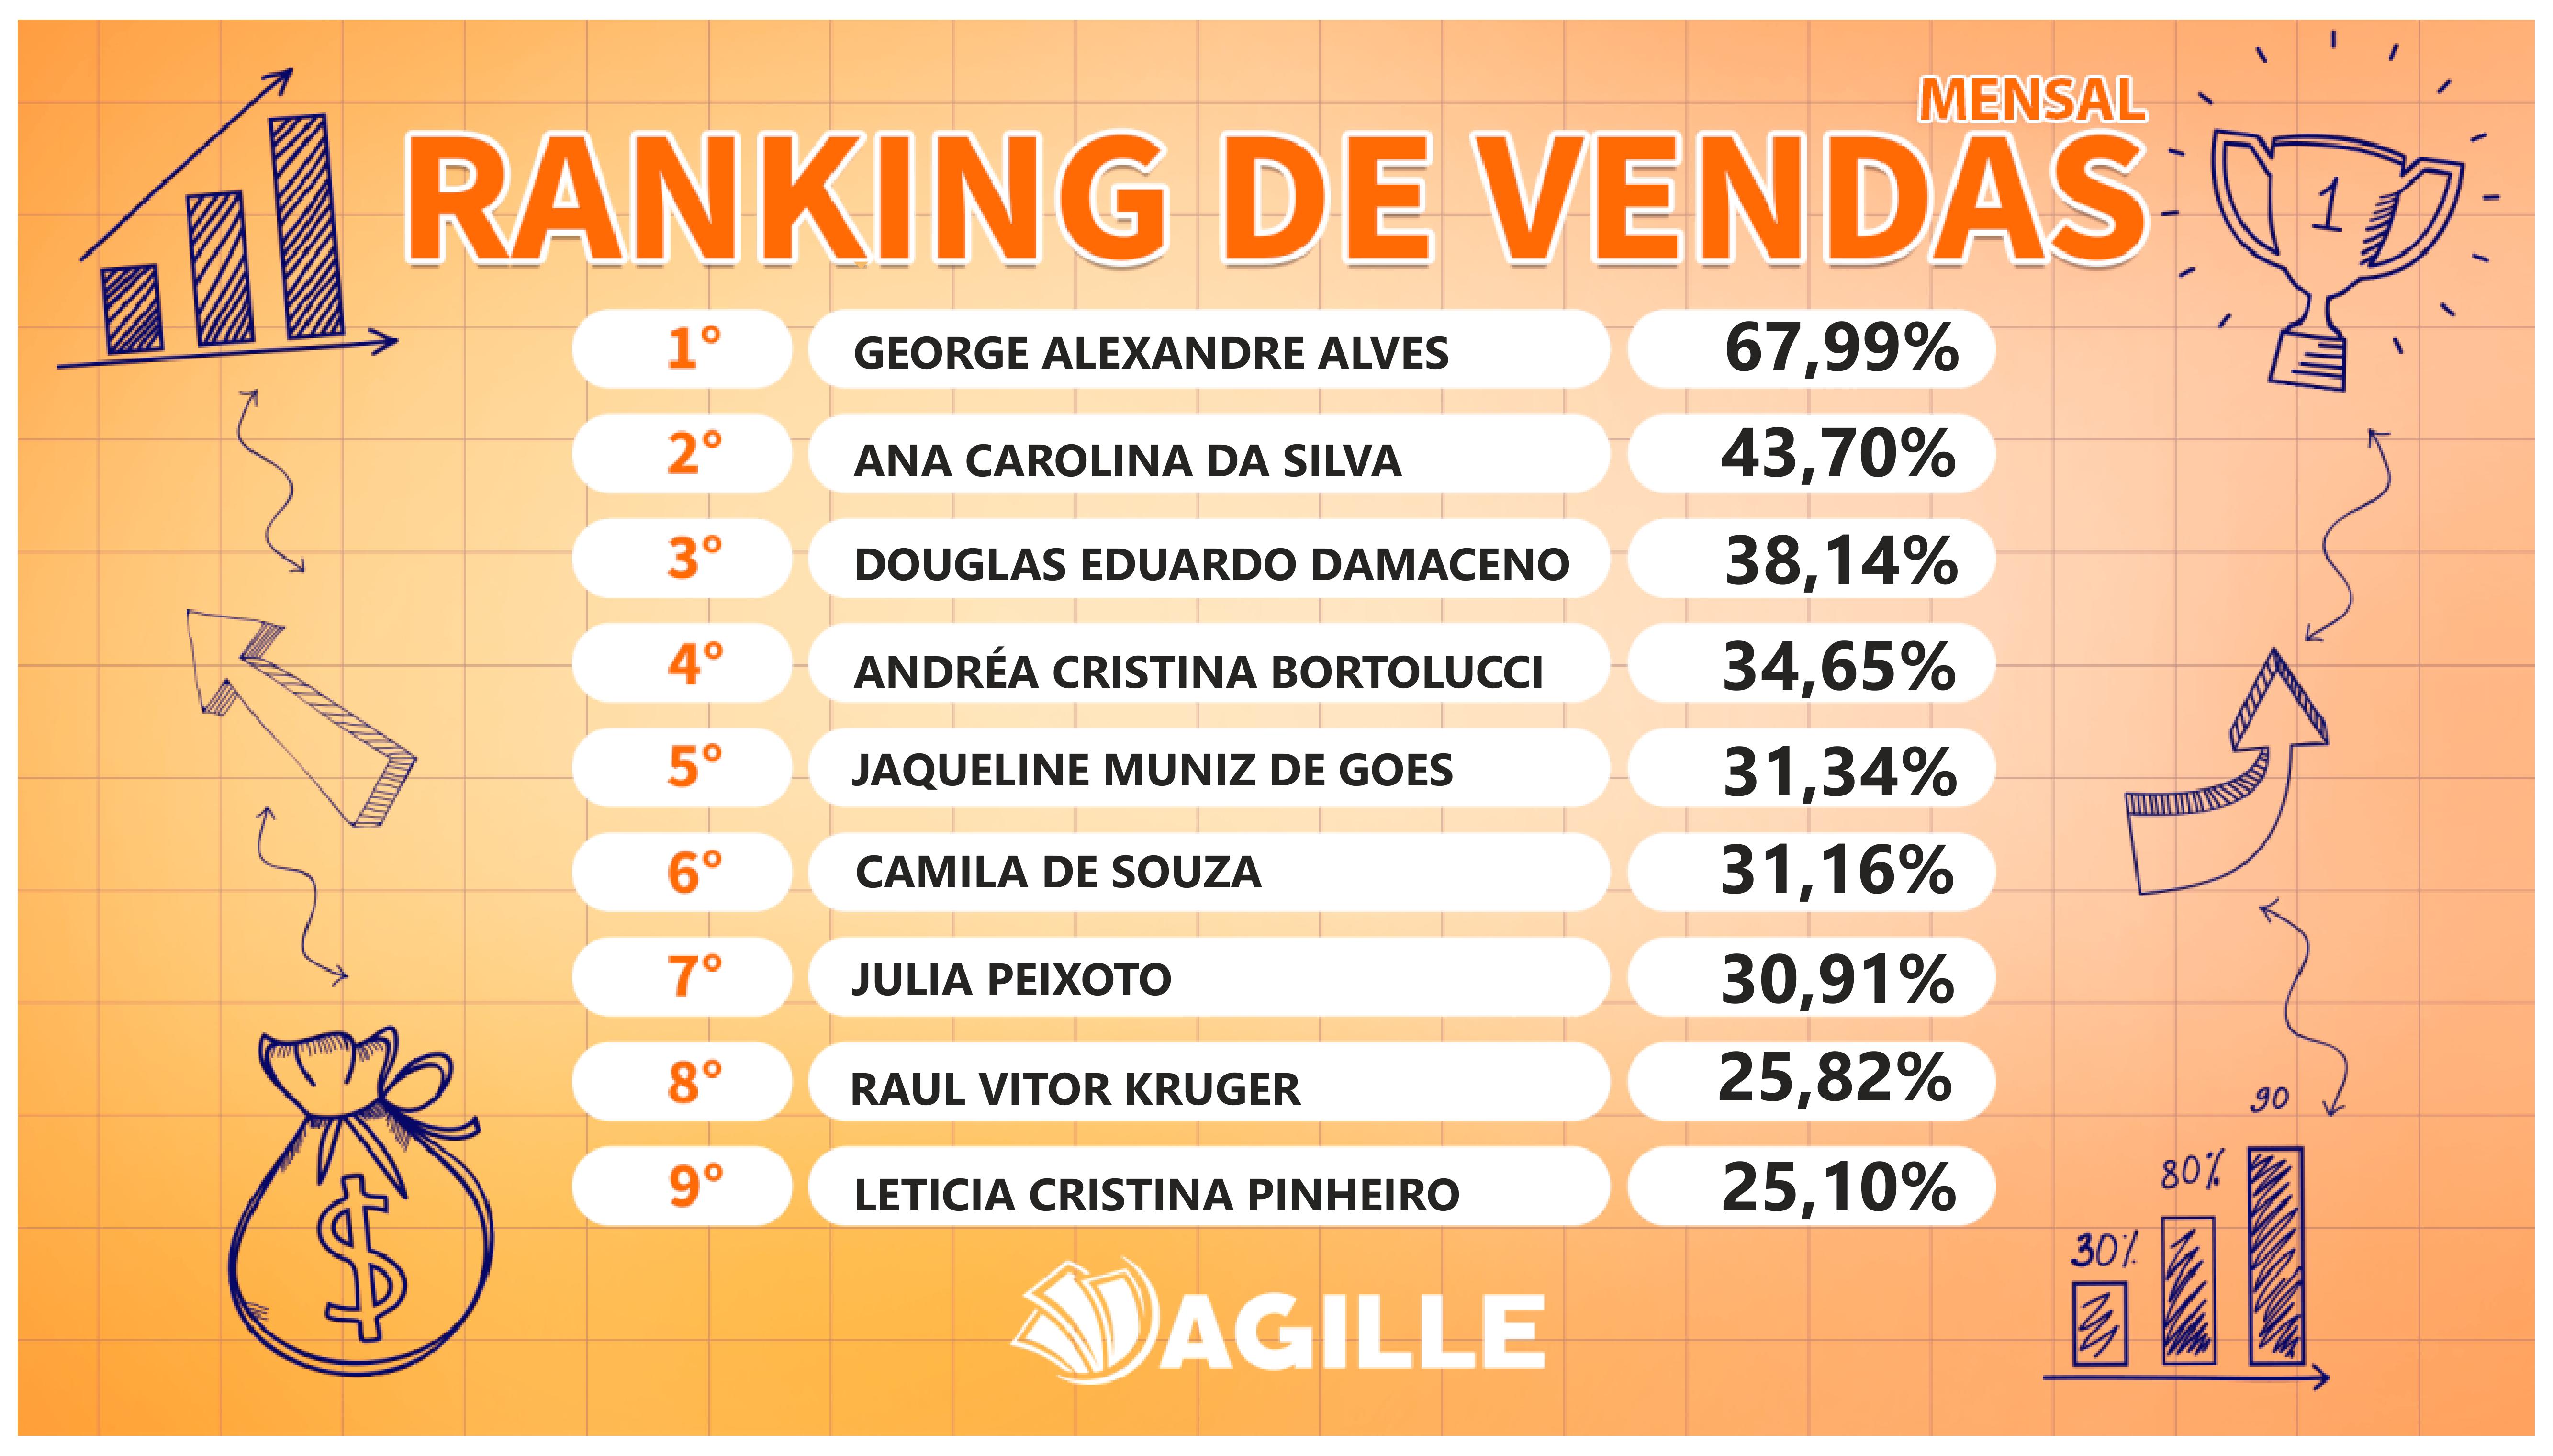 MENSAL
RANKING DE VENDAS
1
1° GEORGE ALEXANDRE ALVES 67,99%
2° ANA CAROLINA DA SILVA 43,70%
3° DOUGLAS EDUARDO DAMACENO 38,14%
4° ANDRÉA CRISTINA BORTOLUCCI 34,65%
5° JAQUELINE MUNIZ DE GOES 31,34%
6° CAMILA DE SOUZA 31,16%
7° JULIA PEIXOTO 30,91%
8° RAUL VITOR KRUGER 25,82%
9° LETICIA CRISTINA PINHEIRO 25,10%
90
80%
30%
$
AGILLE